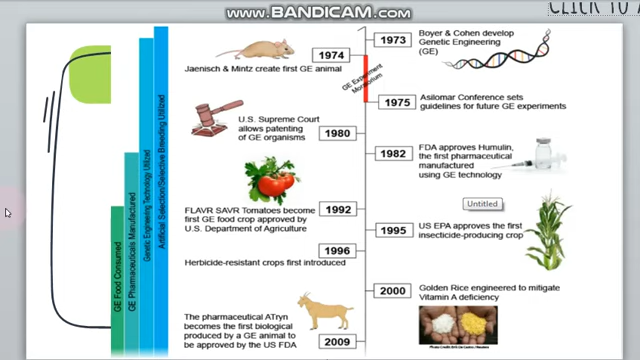 www.BANDICAM.com
CLICK TO
1973
Boyer & Cohen develop
Genetic Engineering
(GE)
1974
Jaenisch & Mintz create first GE animal
GE Experiment
Moratorium
1975
Asilomar Conference sets
guidelines for future GE experiments
U.S. Supreme Court
allows patenting
of GE organisms
1980
1982
FDA approves Humulin,
the first pharmaceutical
manufactured
using GE technology
Untitled
FLAVR SAVR Tomatoes become
first GE food crop approved by
U.S. Department of Agriculture
1992
1995
US EPA approves the first
insecticide-producing crop
1996
Herbicide-resistant crops first introduced
2000
Golden Rice engineered to mitigate
Vitamin A deficiency
The pharmaceutical ATryn
becomes the first biological
produced by a GE animal to
be approved by the US FDA
2009
GE Food Consumed
GE Pharmaceuticals Manufactured
Genetic Engineering Technology Utilized
Artificial Selection/Selective Breeding Utilized